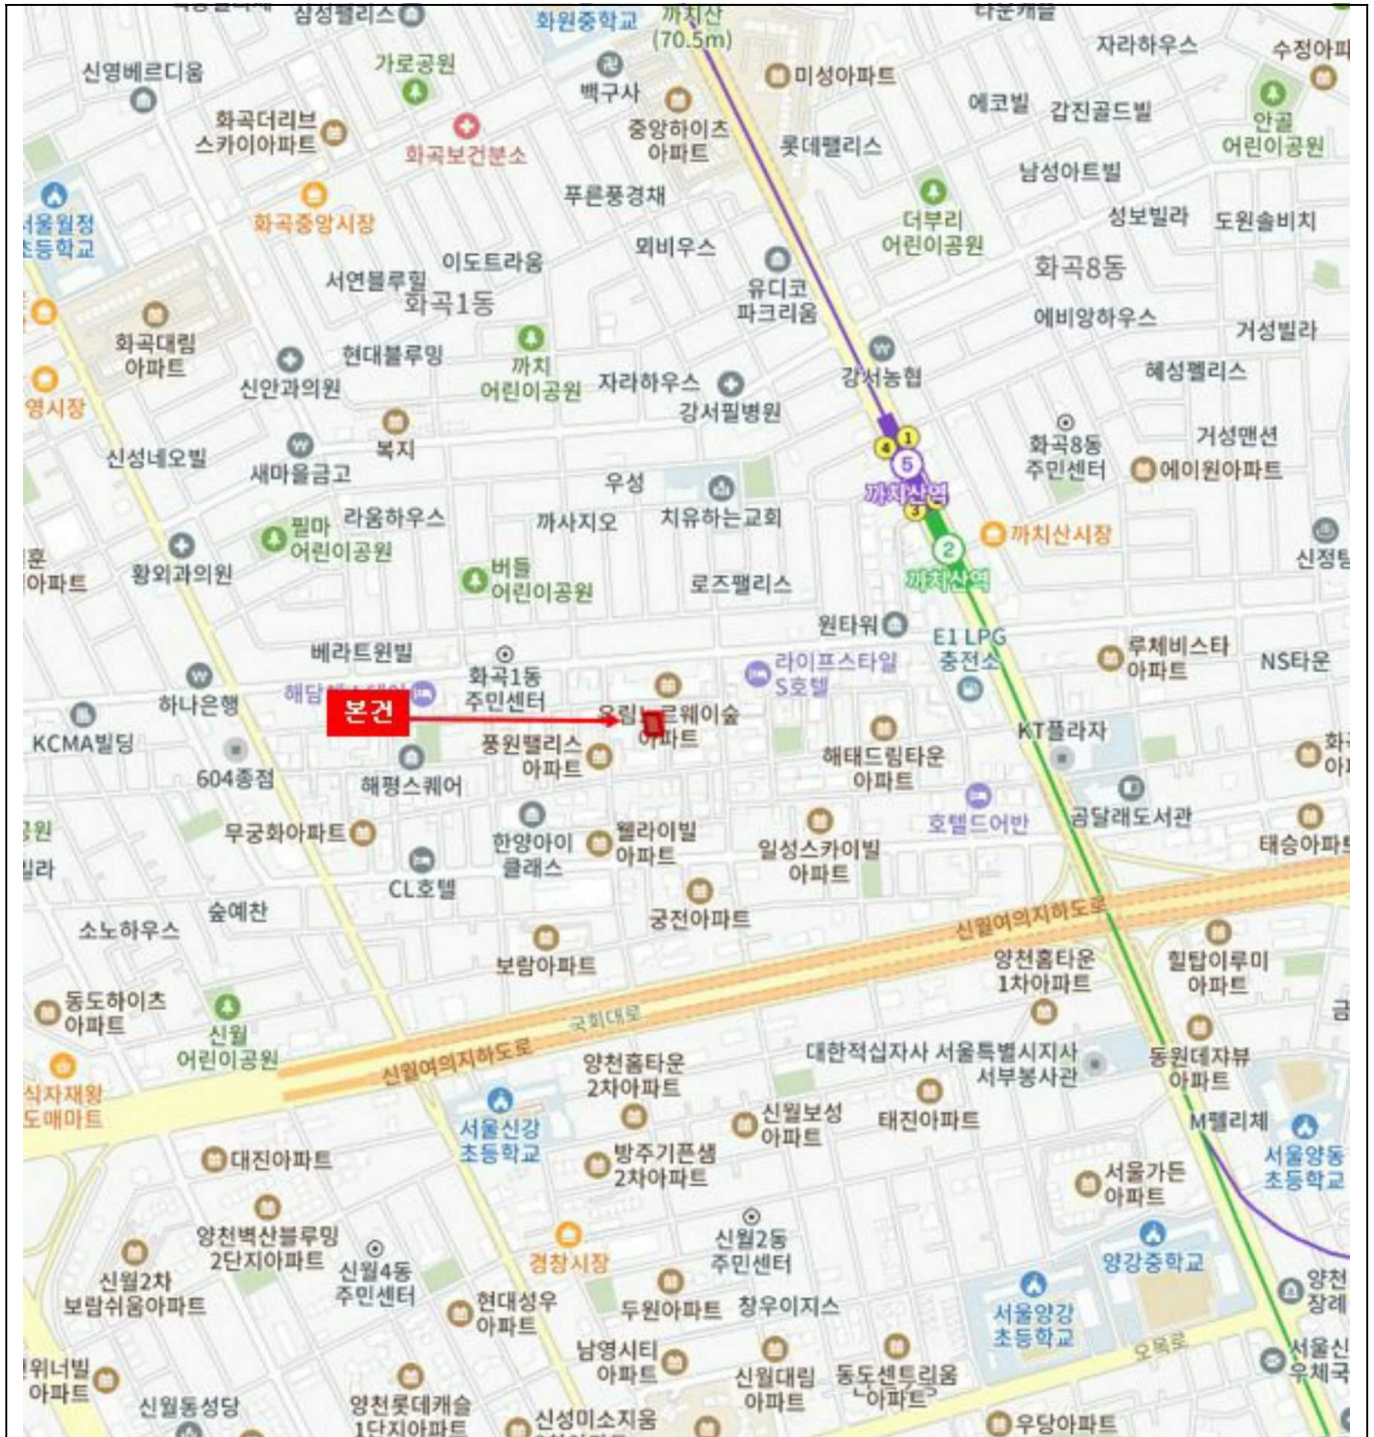 삼성팰리스
화원중학교
까치산
(70.5m)
자라하우스
신영베르디움
가로공원
백구사
미성아파트
에코빌
갑진골드빌
안골
어린이공원
화곡더리브
스카이아파트
화곡보건분소
중앙하이츠
아파트
롯데팰리스
남성아트빌
푸른풍경채
더부리
어린이공원
성보빌라
도원솔비치
화곡중앙시장
뫼비우스
이도트라움
서연블루힐
화곡1동
유디코
파크리움
화곡8동
에비앙하우스
거성빌라
화곡대림
아파트
현대블루밍
신안과의원
까치
어린이공원
자라하우스
강서필병원
강서농협
혜성펠리스
복지
신성네오빌
새마을금고
1
4
5
까치산역
3
화곡8동
주민센터
거성맨션
에이원아파트
우성
까사지오
치유하는교회
라움하우스
필마
어린이공원
까치산시장
2
까치산역
황외과의원
버들
어린이공원
로즈팰리스
원타워
E1 LPG
충전소
루체비스타
아파트
NS타운
베라트윈빌
화곡1동
주민센터
라이프스타일
S호텔
하나은행
본건
KCMA빌딩
604종점
풍원팰리스
아파트
아파트
해평스퀘어
해태드림타운
아파트
KT플라자
무궁화아파트
한양아이
클래스
웰라이빌
아파트
일성스카이빌
아파트
호텔드어반
곰달래도서관
CL호텔
궁전아파트
숲예찬
소노하우스
보람아파트
신월여의지하도로
양천홈타운
1차아파트
힐탑이루미
아파트
동도하이츠
아파트
신월
어린이공원
국회대로
신월여의지하도로
양천홈타운
2차아파트
대한적십자사 서울특별시지사
서부봉사관
동원데자뷰
아파트
서울신강
초등학교
신월보성
아파트
태진아파트
M펠리체
서울양동
초등학교
대진아파트
방주기픈샘
2차아파트
서울가든
아파트
양천벽산블루밍
2단지아파트
신월4동
주민센터
경창시장
신월2동
주민센터
양강중학교
신월2차
보람쉬움아파트
현대성우
아파트
두원아파트
창우이지스
서울양강
초등학교
남영시티
아파트
신월대림
아파트
동도센트리움
아파트
오목로
신월동성당
양천롯데캐슬
1단지아파트
신성미소지움
우당아파트